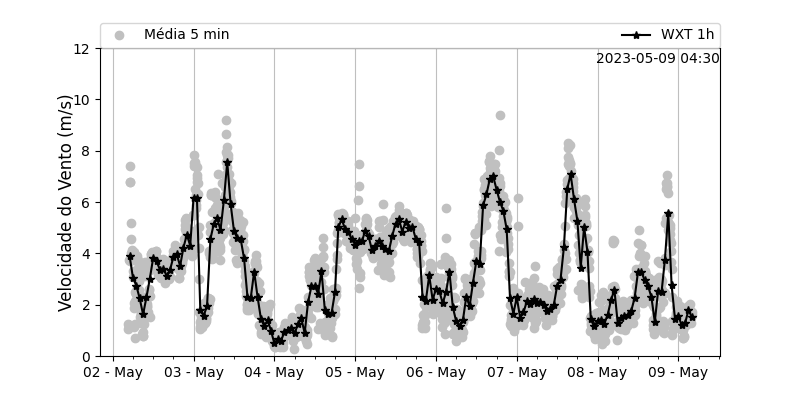 Média 5 min
WXT 1h
2023-05-09 04:30
Velocidade do Vento (m/s)
12
10
8
6
4
2
0
02 - May
03 - May
04 - May
05 - May
06 - May
07 - May
08 - May
09 - May